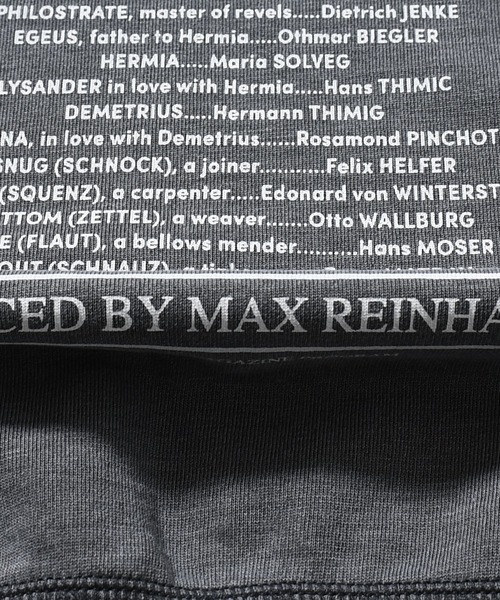 PHILOSTRATE, master of revels.....Dietrich JENKE
EGEUS, father to Hermia.....Othmar BIEGLER
HERMIA.....Maria SOLVEG
LYSANDER in love with Hermia.....Hans THIMIC
DEMETRIUS.....Hermann THIMIG
NA, in love with Demetrius......Rosamond PINCHOT
SNUG (SCHNOCK), a joiner...........Felix HELFER
(SQUENZ), a carpenter.....Edonard von WINTERST
TTOM (ZETTEL), a weaver.......Otto WALLBURG
E (FLAUT), a bellows mender..........Hans MOSER
OUT (SCHNAUZ),
CED BY MAX REINHA